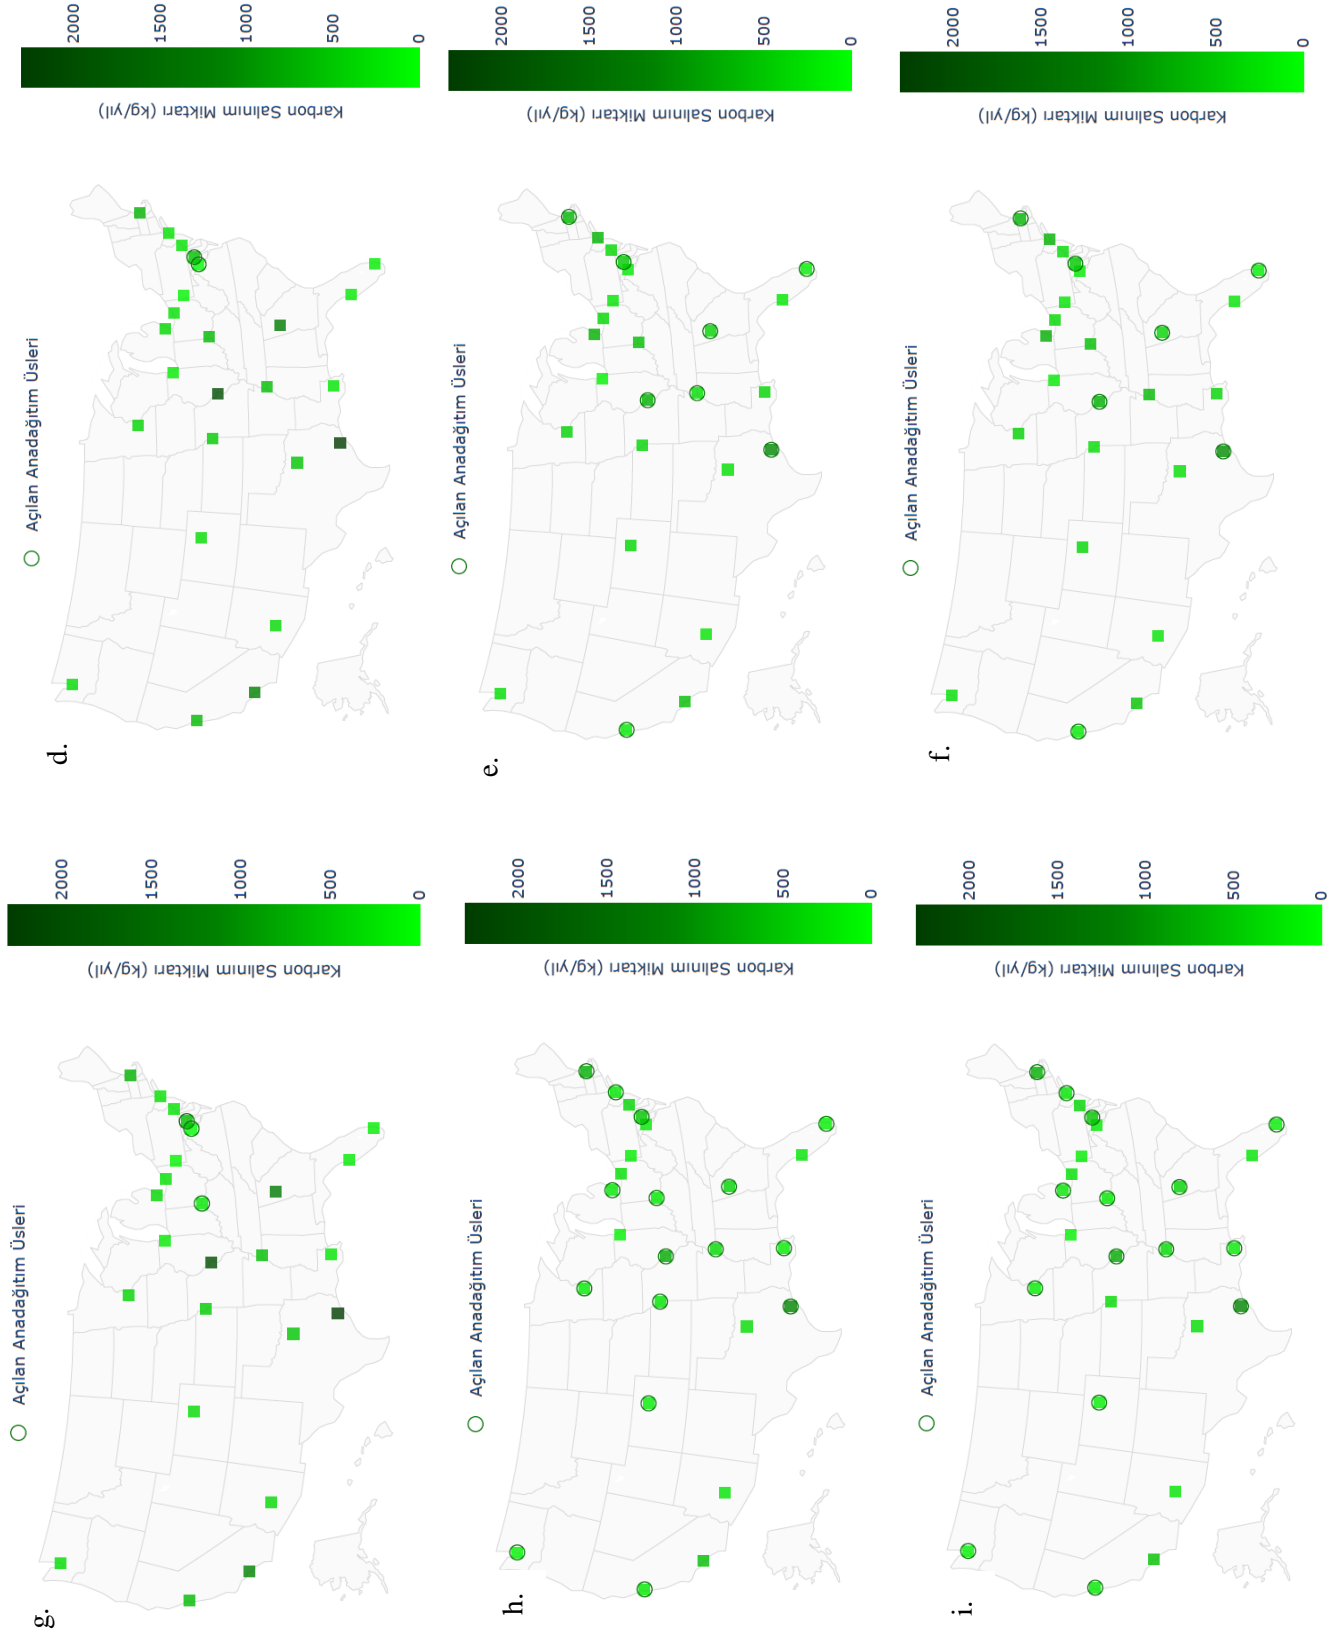 d.
Açılan Anadağıtım Üsleri
2000
1500
1000
500
0
Karbon Salınım Miktarı (kg/yıl)
e.
Açılan Anadağıtım Üsleri
2000
1500
1000
500
0
Karbon Salınım Miktarı (kg/yıl)
f.
Açılan Anadağıtım Üsleri
2000
1500
1000
500
0
Karbon Salınım Miktarı (kg/yıl)
g.
Açılan Anadağıtım Üsleri
2000
1500
1000
500
0
Karbon Salınım Miktarı (kg/yıl)
h.
Açılan Anadağıtım Üsleri
2000
1500
1000
500
0
Karbon Salınım Miktarı (kg/yıl)
i.
Açılan Anadağıtım Üsleri
2000
1500
1000
500
0
Karbon Salınım Miktarı (kg/yıl)